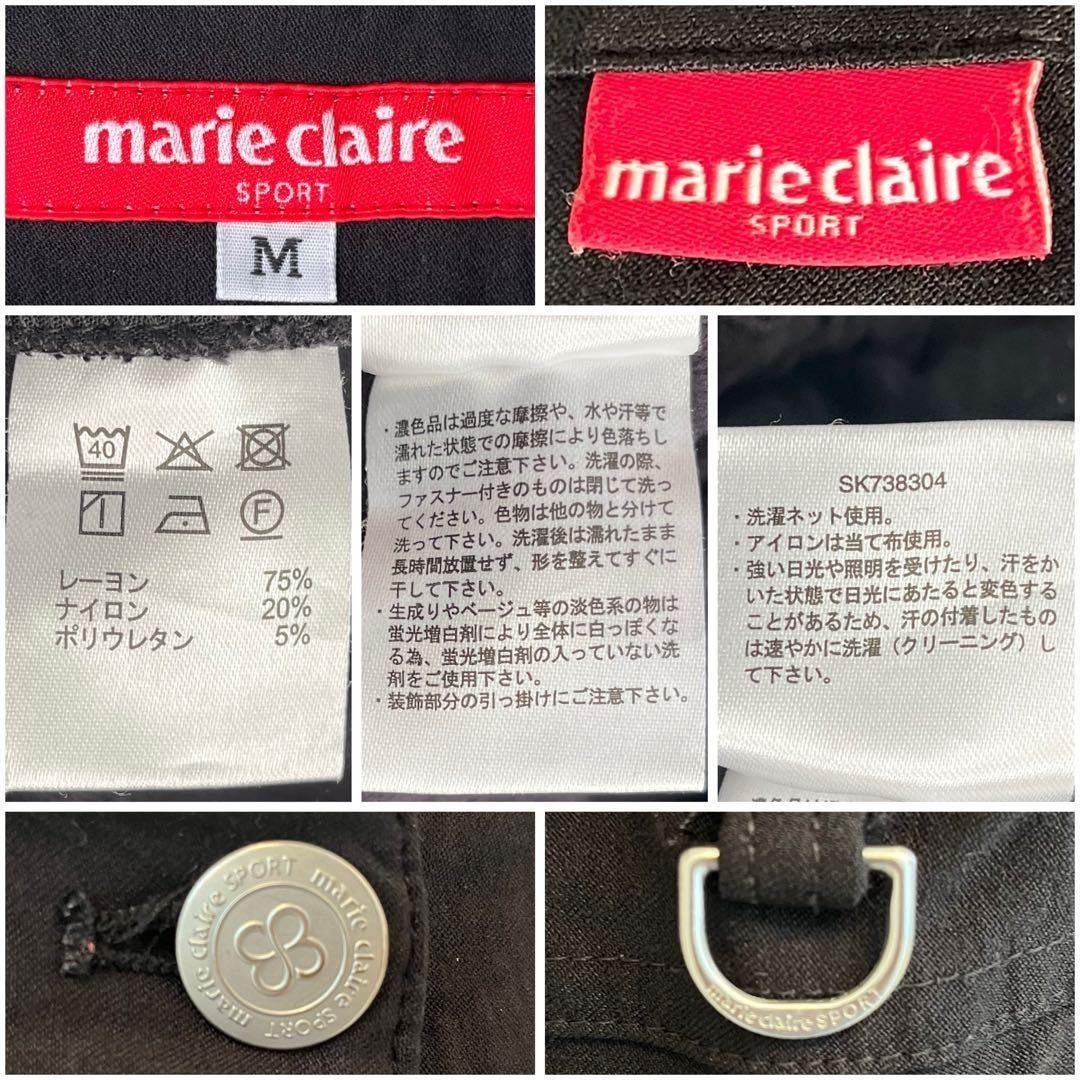 marie claire
SPORT
M
marie claire
SPORT
40
F
レーヨン 75%
ナイロン 20%
ポリウレタン 5%
・濃色品は過度な摩擦や、水や汗等で
濡れた状態での摩擦により色落ちし
ますのでご注意下さい。洗濯の際、
ファスナー付きのものは閉じて洗っ
てください。色物は他の物と分けて
洗って下さい。洗濯後は濡れたまま
長時間放置せず、形を整えてすぐに
干して下さい。
・生成りやベージュ等の淡色系の物は
蛍光増白剤により全体に白っぽくな
る為、蛍光増白剤の入っていない洗
剤をご使用下さい。
・装飾部分の引っ掛けにご注意下さい。
SK738304
・洗濯ネット使用。
・アイロンは当て布使用。
・強い日光や照明を受けたり、汗をか
いた状態で日光にあたると変色する
ことがあるため、汗の付着したもの
は速やかに洗濯（クリーニング）し
て下さい。
marie claire SPORT marie claire SPORT
marie claire SPORT